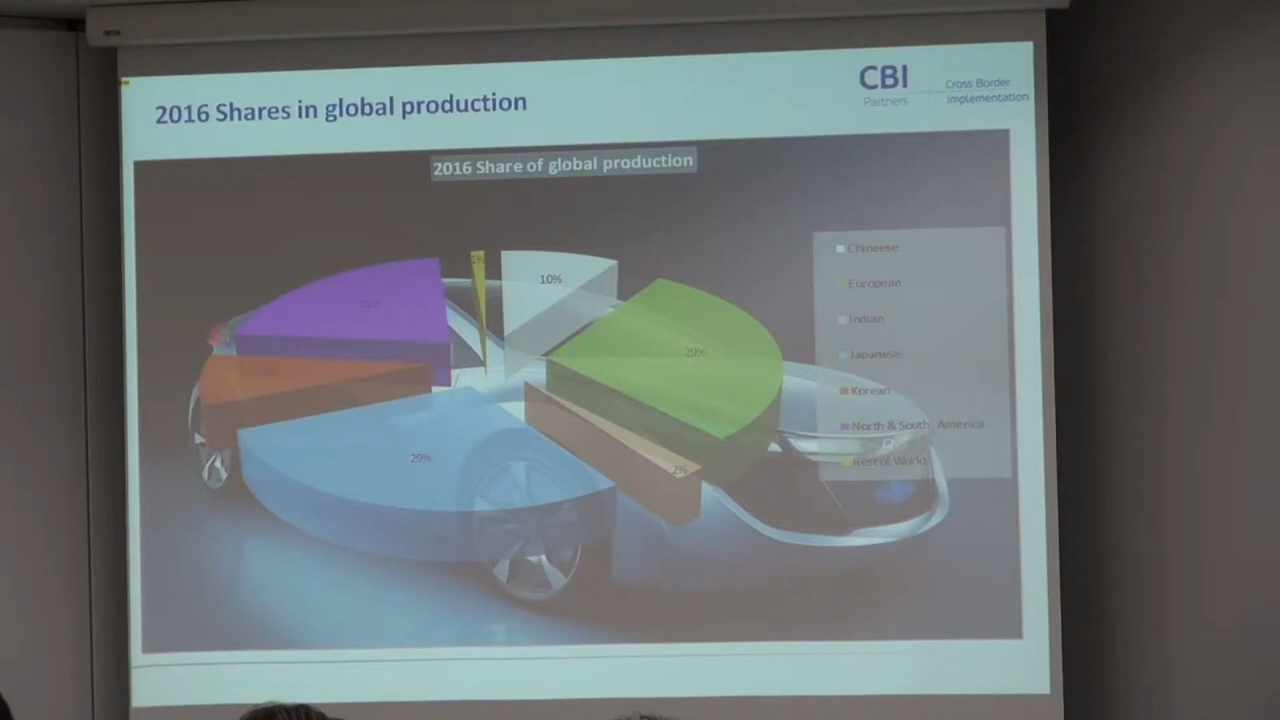 2016 Shares in global production
CBI
Partners
Cross Border
Implementation
2016 Share of global production
1%
10%
29%
29%
2%
Chineese
European
Indian
Japanese
Korean
North & South America
Rest of World